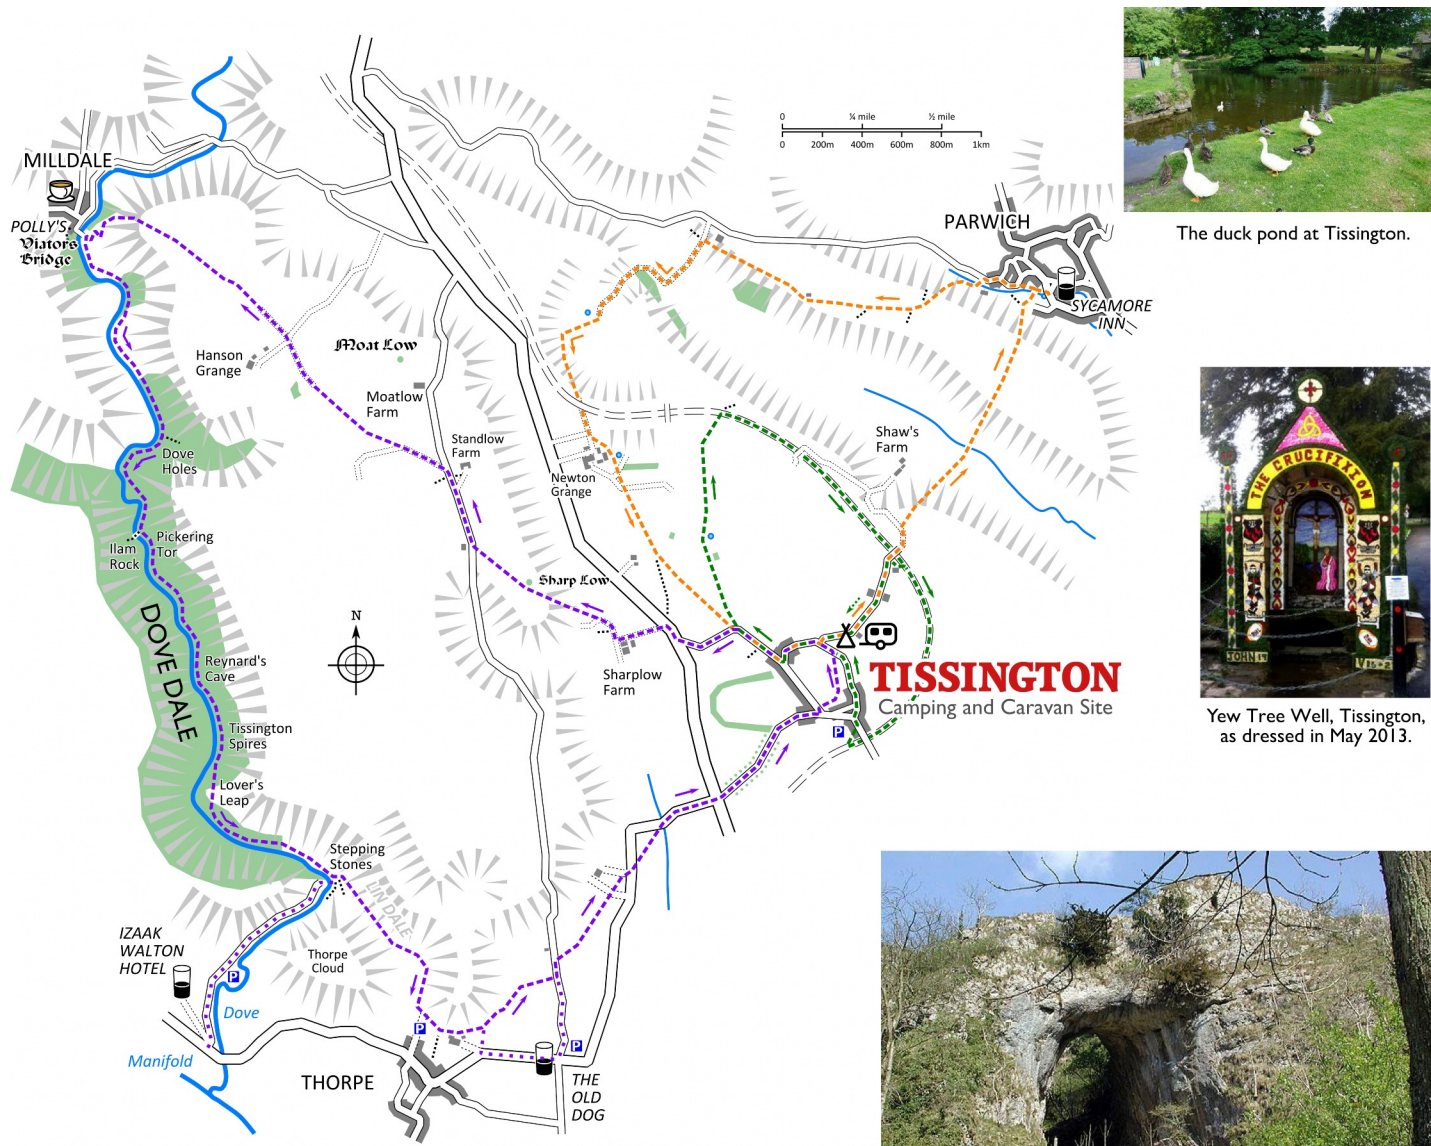 MILLDALE
POLLY'S
Viators
Bridge
Hanson
Grange
Moat Low
Moatlow
Farm
Standlow
Farm
Dove
Holes
Ilam
Rock
Pickering
Tor
DOVE DALE
Reynard's
Cave
Tissington
Spires
Lover's
Leap
Stepping
Stones
LIN DALE
Thorpe
Cloud
IZAAK
WALTON
HOTEL
P
Dove
Manifold
THORPE
P
P
THE
OLD
DOG
N
Sharp Low
Sharplow
Farm
Newton
Grange
0 ¼ mile ½ mile
0 200m 400m 600m 800m 1km
PARWICH
SYCAMORE
INN
Shaw's
Farm
TISSINGTON
Camping and Caravan Site
P
The duck pond at Tissington.
THE CRUCIFIXION
JOHN 19
Yew Tree Well, Tissington,
as dressed in May 2013.